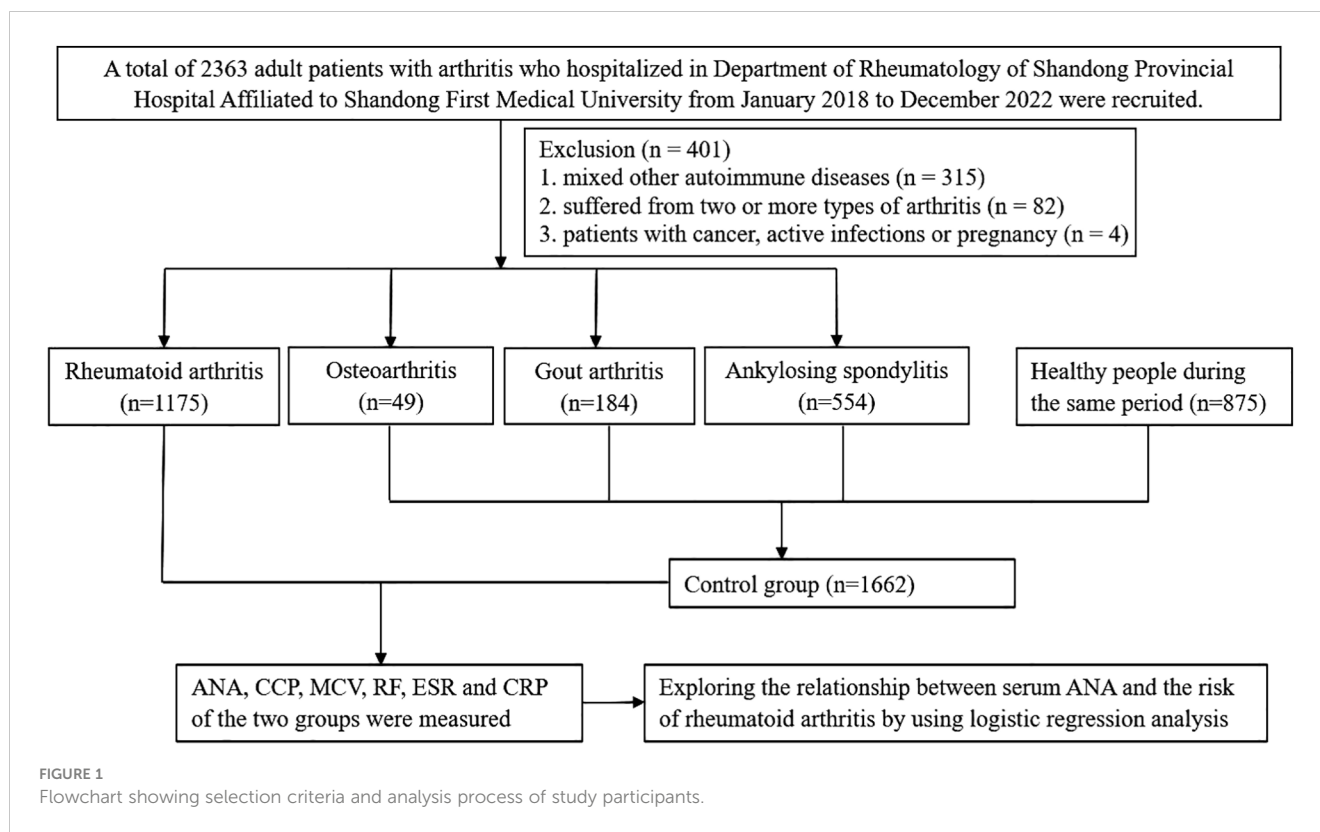 A total of 2363 adult patients with arthritis who hospitalized in Department of Rheumatology of Shandong Provincial
Hospital Affiliated to Shandong First Medical University from January 2018 to December 2022 were recruited.
Exclusion (n = 401)
1. mixed other autoimmune diseases (n = 315)
2. suffered from two or more types of arthritis (n = 82)
3. patients with cancer, active infections or pregnancy (n = 4)
Rheumatoid arthritis
(n=1175)
Osteoarthritis
(n=49)
Gout arthritis
(n=184)
Ankylosing spondylitis
(n=554)
Healthy people during
the same period (n=875)
Control group (n=1662)
ANA, CCP, MCV, RF, ESR and CRP
of the two groups were measured
Exploring the relationship between serum ANA and the risk
of rheumatoid arthritis by using logistic regression analysis
FIGURE 1
Flowchart showing selection criteria and analysis process of study participants.